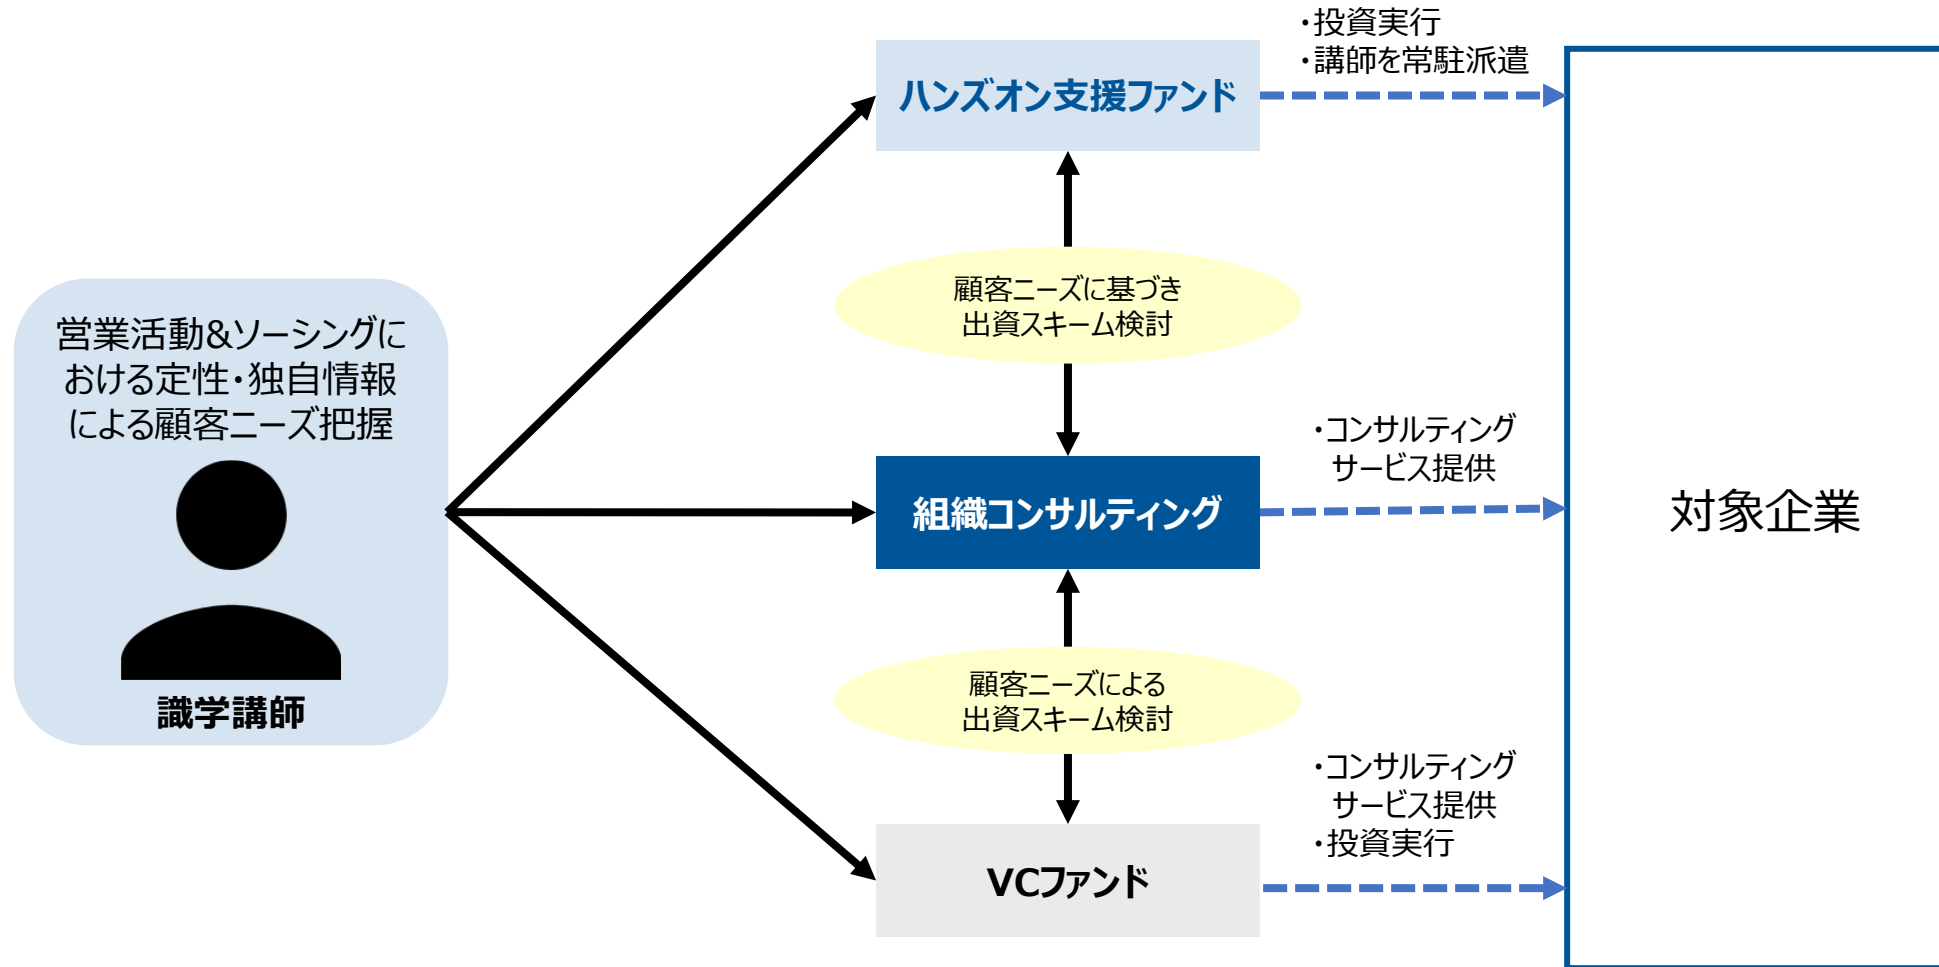 ・投資実行
・講師を常駐派遣
ハンズオン支援ファンド
顧客ニーズに基づき
出資スキーム検討
営業活動&ソーシングに
おける定性・独自情報
による顧客ニーズ把握
識学講師
・コンサルティング
サービス提供
組織コンサルティング
対象企業
顧客ニーズによる
出資スキーム検討
・コンサルティング
サービス提供
・投資実行
VCファンド